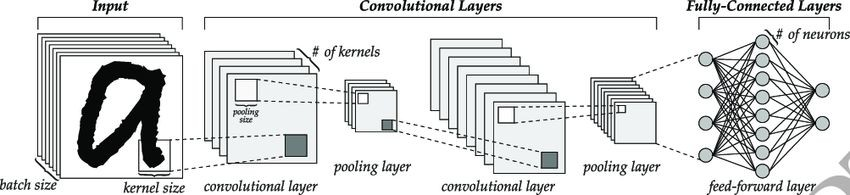 Input
Convolutional Layers
Fully-Connected Layers
# of kernels
# of neurons
pooling
size
batch size
kernel size
convolutional layer
pooling layer
convolutional layer
pooling layer
feed-forward layer
a